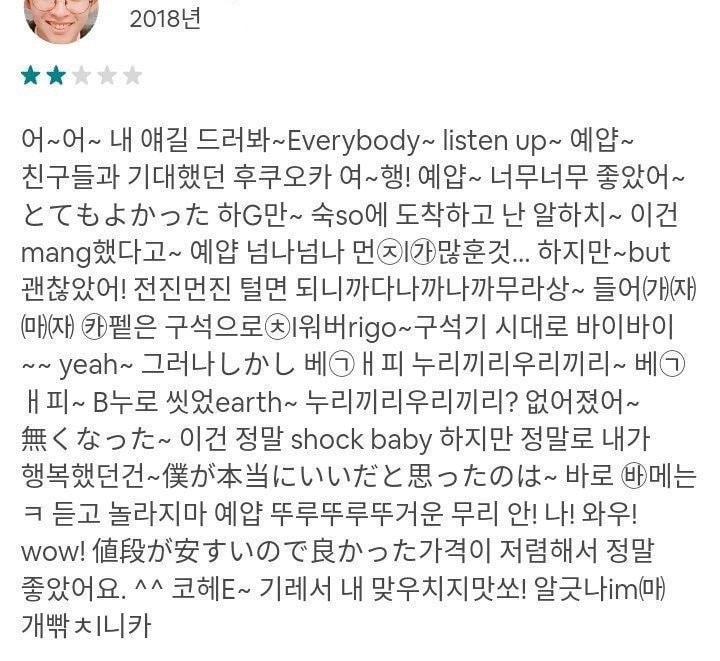 2018년
어~어~ 내 얘길 드러봐~Everybody~ listen up~ 예얍~
친구들과 기대했던 후쿠오카 여~행! 예얍~ 너무너무 좋았어~
とてもよかった 하G만~ 숙so에 도착하고 난 알하치~ 이건
mang했다고~ 예얍 넘나넘나 먼㉨l㉮많훈것... 하지만~but
괜찮았어! 전진먼진 털면 되니까다나까나까무라상~ 들어㈎㈂
㈒㈂ ㉸펱은 구석으로㉩l워버rigo~구석기 시대로 바이바이
~~ yeah~ 그러나しかし 베㉠ㅐ피 누리끼리우리끼리~ 베㉠
ㅐ피~ B누로 씻었earth~ 누리끼리우리끼리? 없어졌어~
無くなった~ 이건 정말 shock baby 하지만 정말로 내가
행복했던건~僕が本当にいいだと思ったのは~ 바로 ㉳메는
ㅋ 듣고 놀라지마 예얍 뚜루뚜루뚜거운 무리 안! 나! 와우!
wow! 値段が安すいので良かった가격이 저렴해서 정말
좋았어요. ^^ 코헤E~ 기레서 내 맞우치지맛쏘! 알긋나im㈒
개빾ㅊl니카